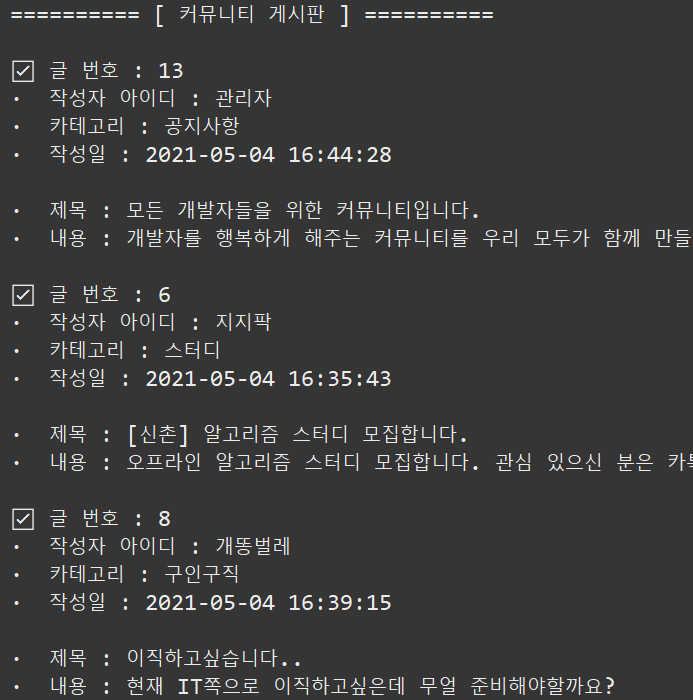 ========== [ 커뮤니티 게시판 ] ==========
☑ 글 번호 : 13
· 작성자 아이디 : 관리자
· 카테고리 : 공지사항
· 작성일 : 2021-05-04 16:44:28
· 제목 : 모든 개발자들을 위한 커뮤니티입니다.
· 내용 : 개발자를 행복하게 해주는 커뮤니티를 우리 모두가 함께 만들
☑ 글 번호 : 6
· 작성자 아이디 : 지지팍
· 카테고리 : 스터디
· 작성일 : 2021-05-04 16:35:43
· 제목 : [신촌] 알고리즘 스터디 모집합니다.
· 내용 : 오프라인 알고리즘 스터디 모집합니다. 관심 있으신 분은
☑ 글 번호 : 8
· 작성자 아이디 : 개똥벌레
· 카테고리 : 구인구직
· 작성일 : 2021-05-04 16:39:15
· 제목 : 이직하고싶습니다..
· 내용 : 현재 IT쪽으로 이직하고싶은데 무얼 준비해야할까요?